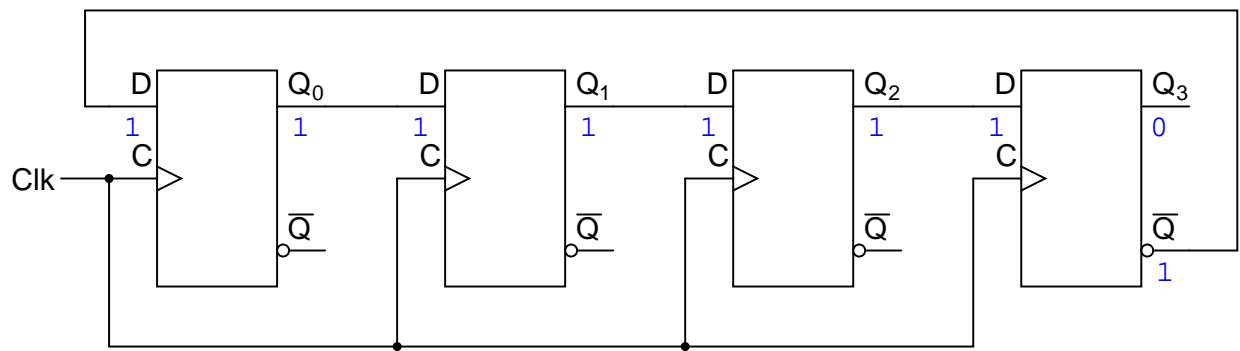 D Q₀ D Q₁ D Q₂ D Q₃
1 1 1 1 1 1 1 0
C C C C
Clk
Q̅ Q̅ Q̅ Q̅
1